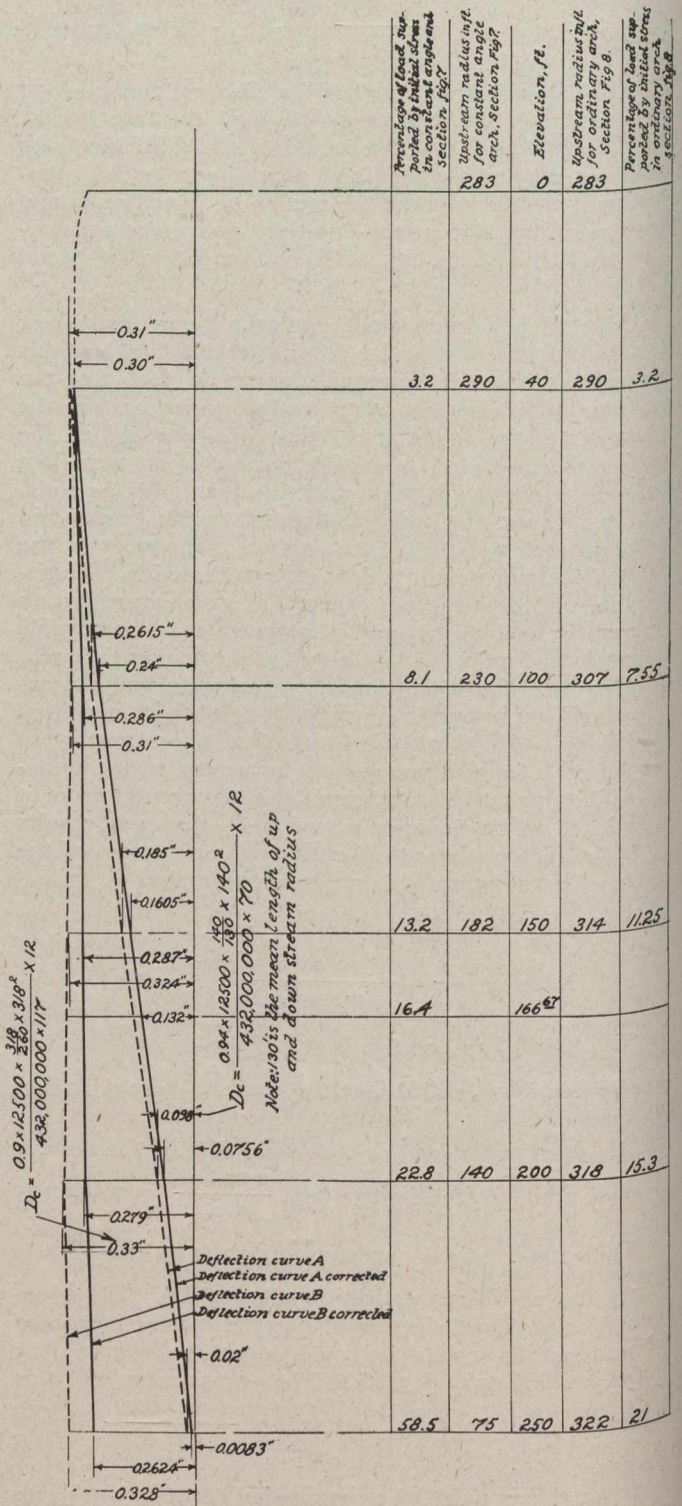 Percentage of load sup-
ported by initial stress
in constant angle arch
section fig. 7
Upstream radius in ft.
for constant angle
arch, Section Fig 7.
Elevation, ft.
Upstream radius in ft.
for ordinary arch,
Section Fig 8.
Percentage of load sup-
ported by initial stress
in ordinary arch
section fig. 8
283 0 283
0.31"
0.30"
3.2 290 40 290 3.2
0.2615"
0.24"
8.1 230 100 307 7.55
0.286"
0.31"
0.185"
0.1605"
13.2 182 150 314 11.25
0.287"
0.324"
16.4 166 67
0.132"
Dc = 0.94 × 12500 × 140/130 × 140² / 432,000,000 × 70 × 12
Note: 130' is the mean length of up
and down stream radius
0.098"
0.0756"
22.8 140 200 318 15.3
Dc = 0.9 × 12500 × 318/260 × 318² / 432,000,000 × 117 × 12
0.279"
0.33"
Deflection curve A
Deflection curve A corrected
Deflection curve B
Deflection curve B corrected
0.02"
58.5 75 250 322 21
0.0083"
0.2624"
0.328"